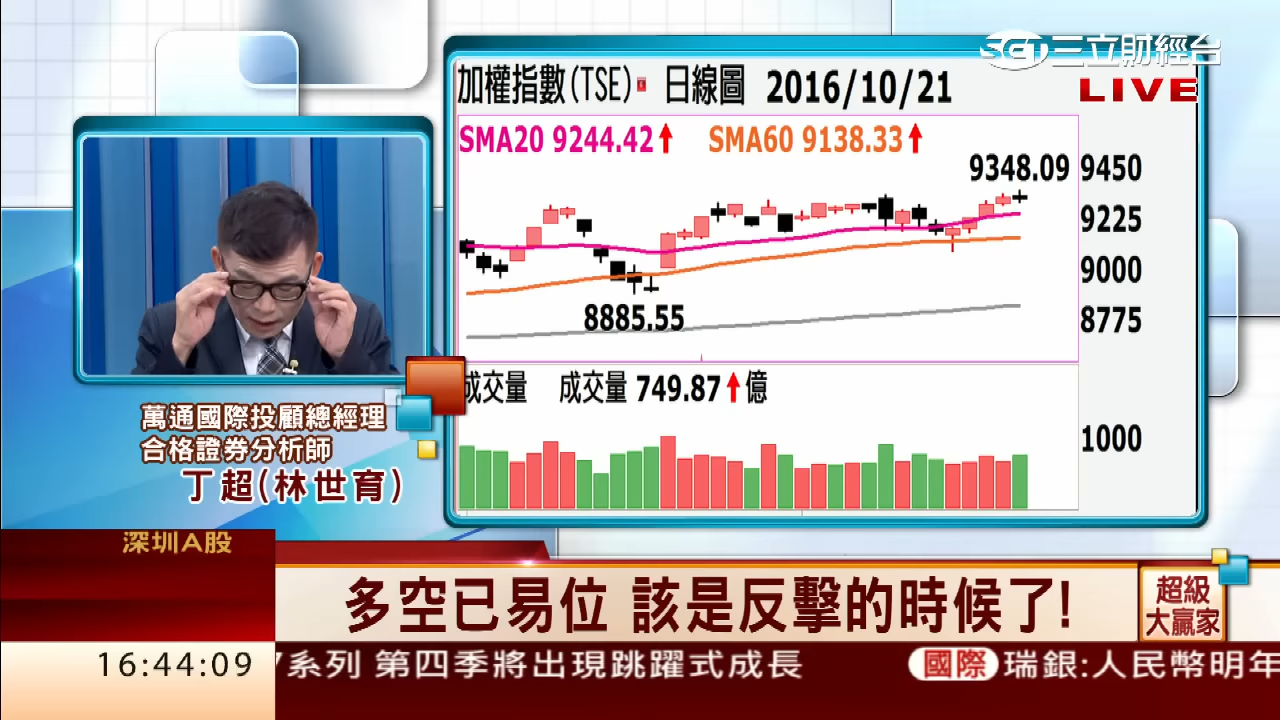 SET三立財經台
LIVE
加權指數(TSE) 日線圖 2016/10/21
SMA20 9244.42↑ SMA60 9138.33↑
9348.09
9450
9225
9000
8775
8885.55
成交量 成交量 749.87↑億
1000
萬通國際投顧總經理
合格證券分析師
丁超(林世育)
深圳A股
多空已易位 該是反擊的時候了!
超級
大贏家
16:44:09
系列 第四季將出現跳躍式成長
國際 瑞銀:人民幣明年